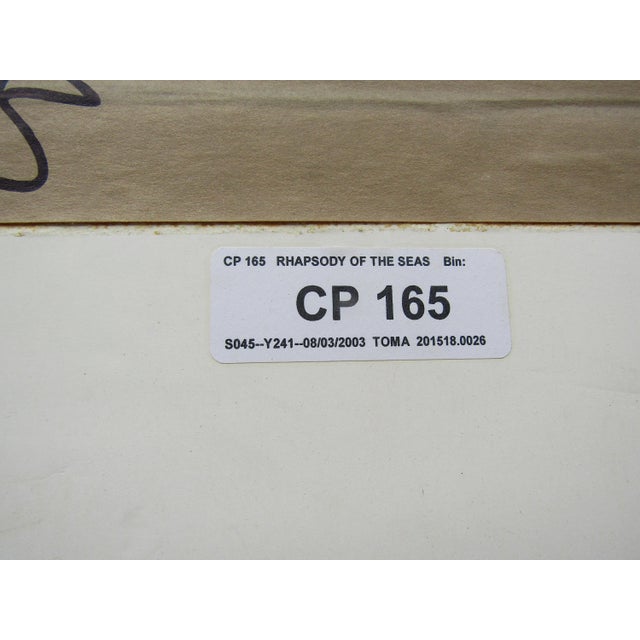 CP 165 RHAPSODY OF THE SEAS Bin:
CP 165
S045--Y241--08/03/2003 TOMA 201518.0026